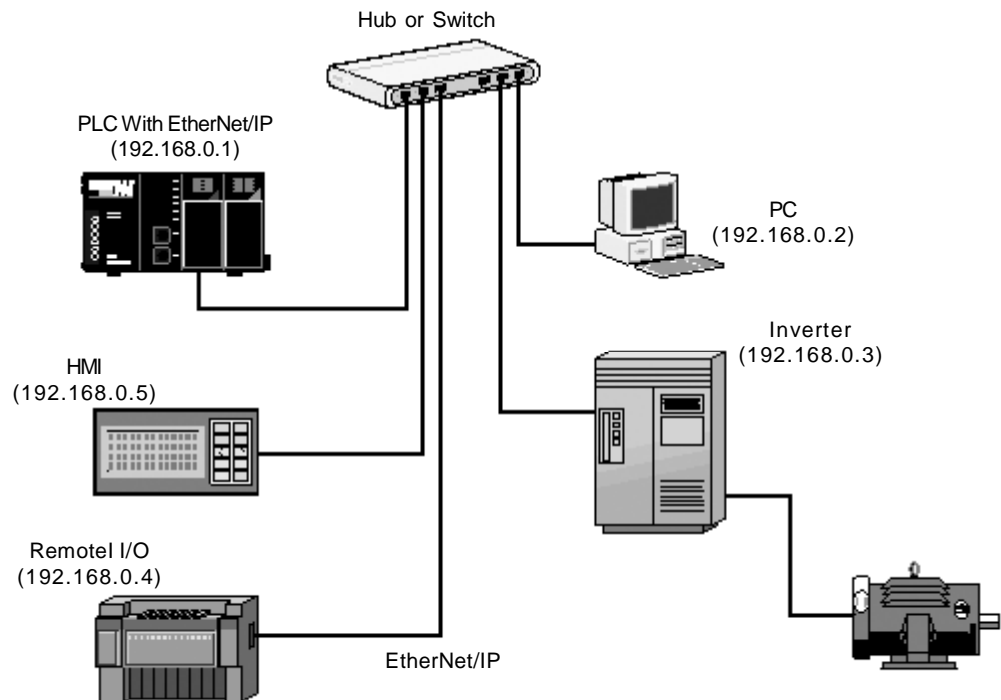 Hub or Switch
PLC With EtherNet/IP
(192.168.0.1)
PC
(192.168.0.2)
Inverter
(192.168.0.3)
HMI
(192.168.0.5)
Remotel I/O
(192.168.0.4)
EtherNet/IP